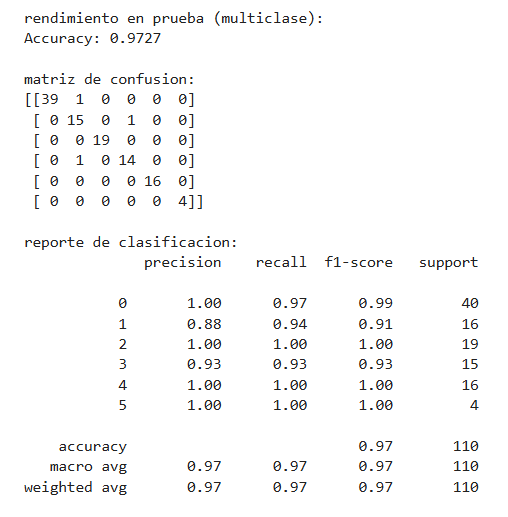 rendimiento en prueba (multiclase):
Accuracy: 0.9727
matriz de confusion:
[[39 1 0 0 0 0]
[ 0 15 0 1 0 0]
[ 0 0 19 0 0 0]
[ 0 1 0 14 0 0]
[ 0 0 0 0 16 0]
[ 0 0 0 0 0 4]]
reporte de clasificacion:
precision recall f1-score support
0 1.00 0.97 0.99 40
1 0.88 0.94 0.91 16
2 1.00 1.00 1.00 19
3 0.93 0.93 0.93 15
4 1.00 1.00 1.00 16
5 1.00 1.00 1.00 4
accuracy 0.97 110
macro avg 0.97 0.97 0.97 110
weighted avg 0.97 0.97 0.97 110